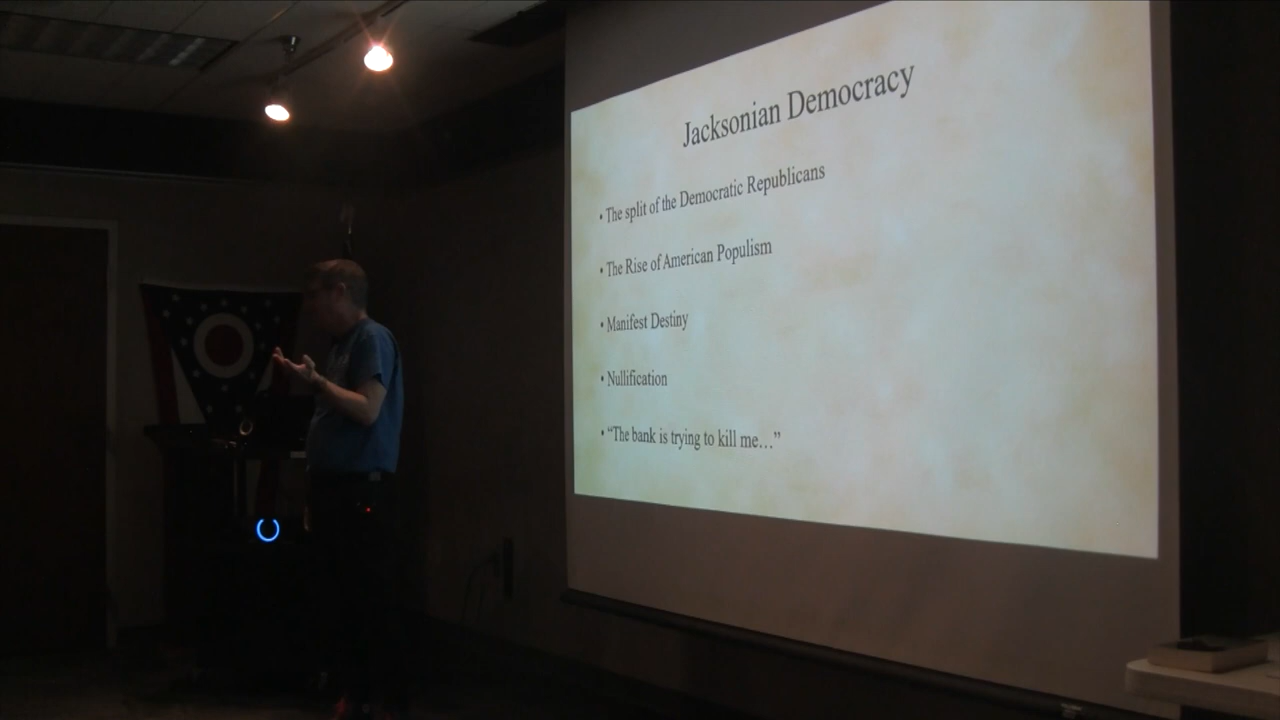 Jacksonian Democracy
• The split of the Democratic Republicans
• The Rise of American Populism
• Manifest Destiny
• Nullification
• “The bank is trying to kill me…”